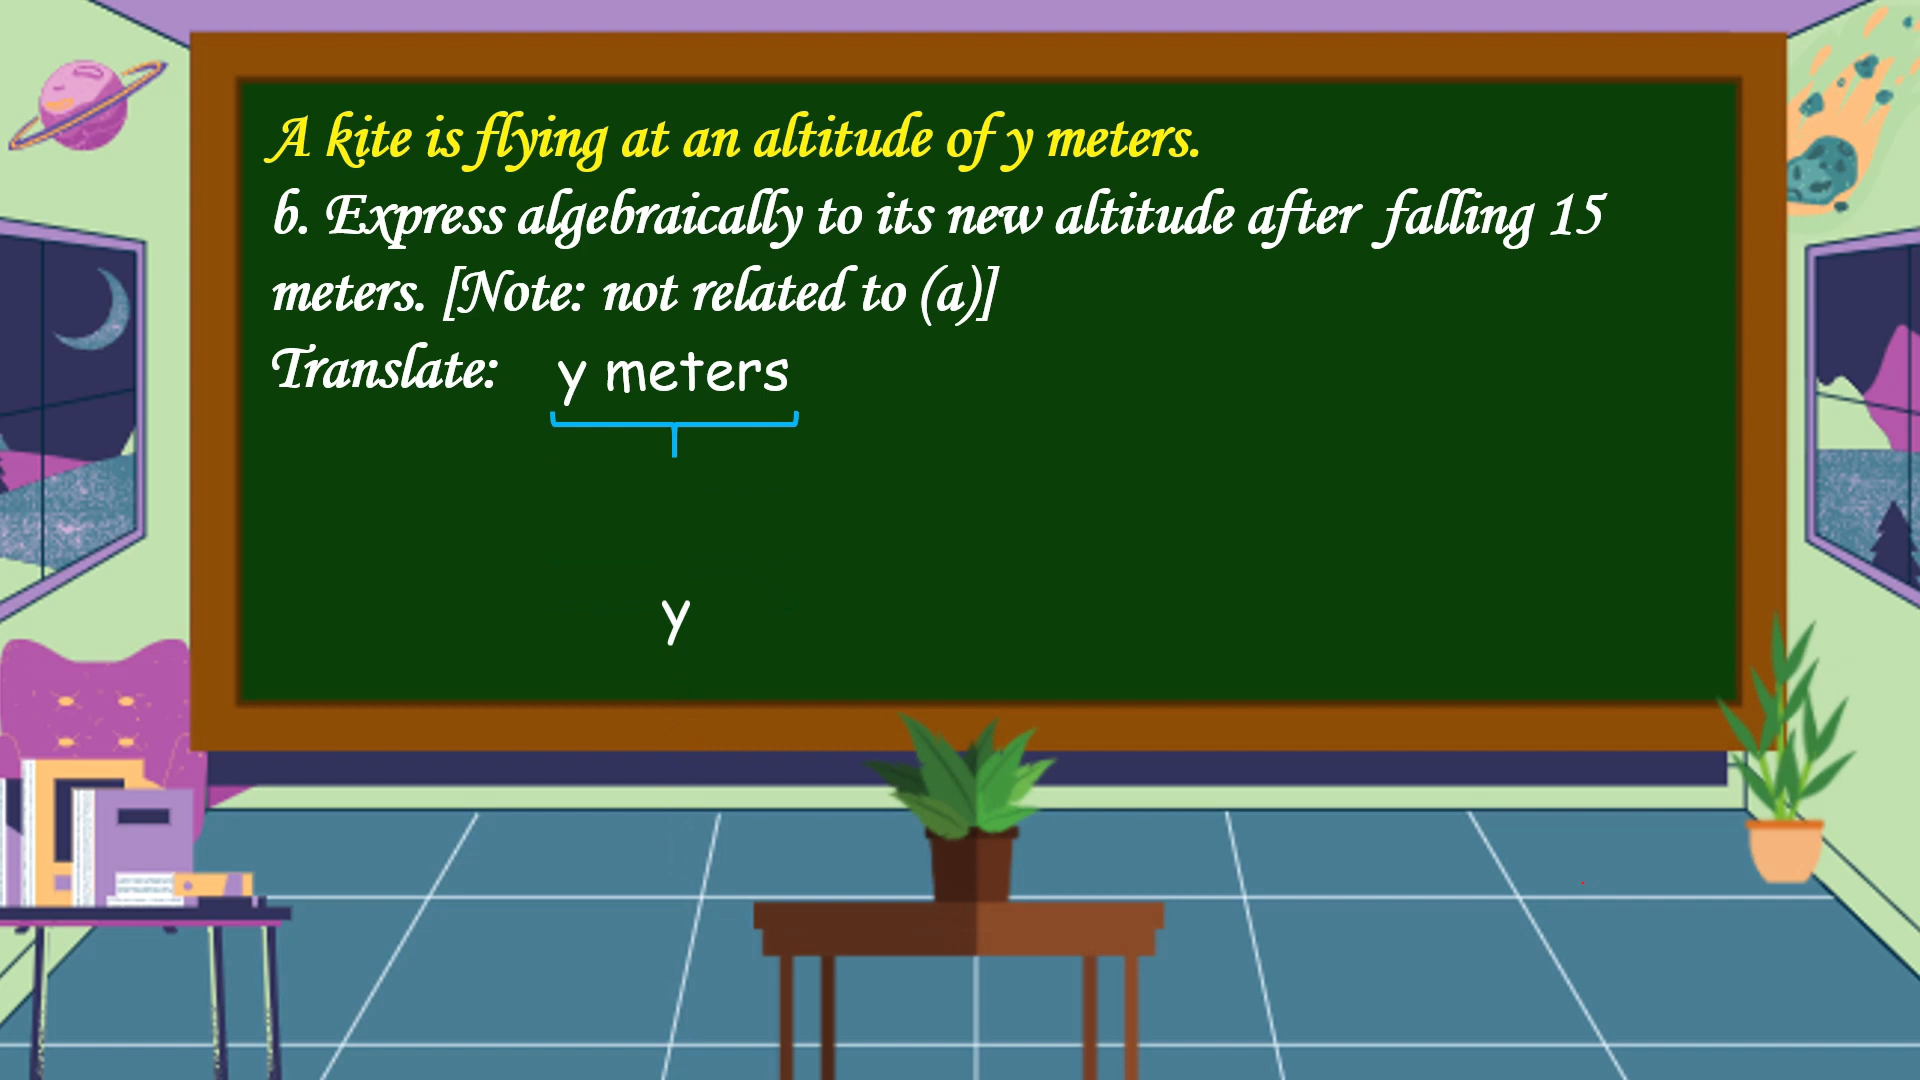 A kite is flying at an altitude of y meters.
b. Express algebraically to its new altitude after falling 15
meters. [Note: not related to (a)]
Translate: y meters
y